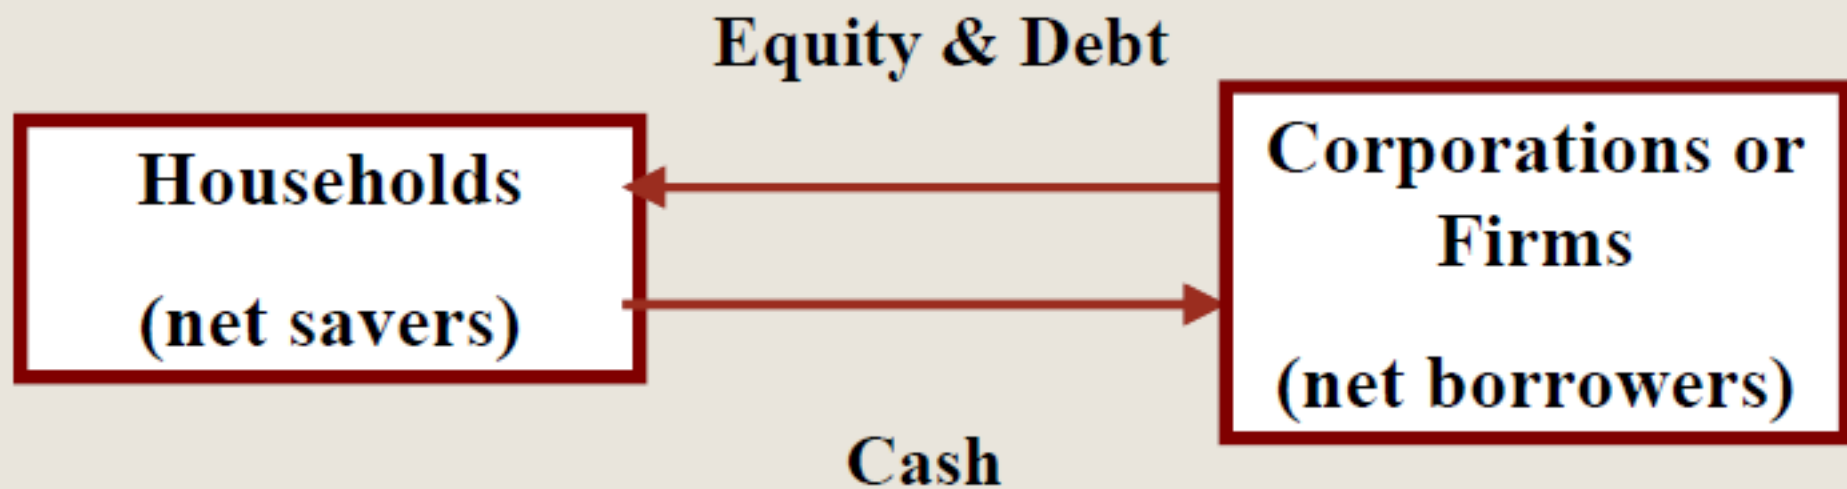 Equity & Debt
Households
(net savers)
Corporations or
Firms
(net borrowers)
Cash